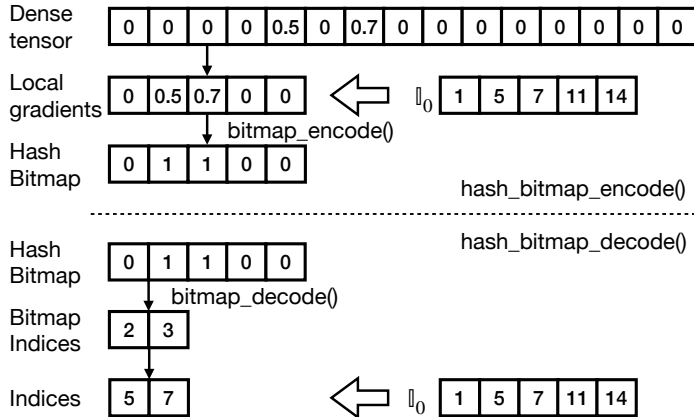 Dense tensor 0 0 0 0 0.5 0 0.7 0 0 0 0 0 0 0 0
Local gradients 0 0.5 0.7 0 0 𝕀0 1 5 7 11 14
bitmap_encode()
Hash Bitmap 0 1 1 0 0
hash_bitmap_encode()
hash_bitmap_decode()
Hash Bitmap 0 1 1 0 0
bitmap_decode()
Bitmap Indices 2 3
Indices 5 7 𝕀0 1 5 7 11 14